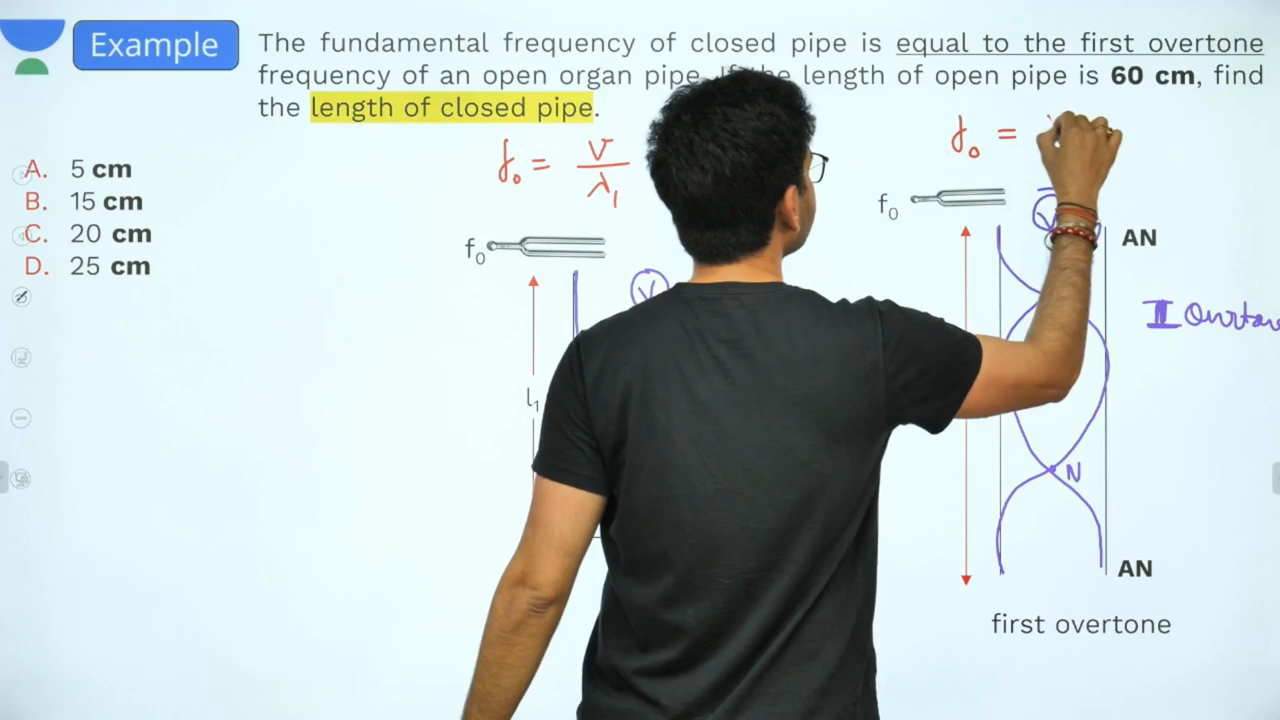 Example
The fundamental frequency of closed pipe is equal to the first overtone
frequency of an open organ pipe. the length of open pipe is 60 cm, find
the length of closed pipe.
A. 5 cm
B. 15 cm
C. 20 cm
D. 25 cm
f₀ = V/λ₁
f₀
V
l₁
f₀ =
f₀
V
AN
I Overtone
N
AN
first overtone